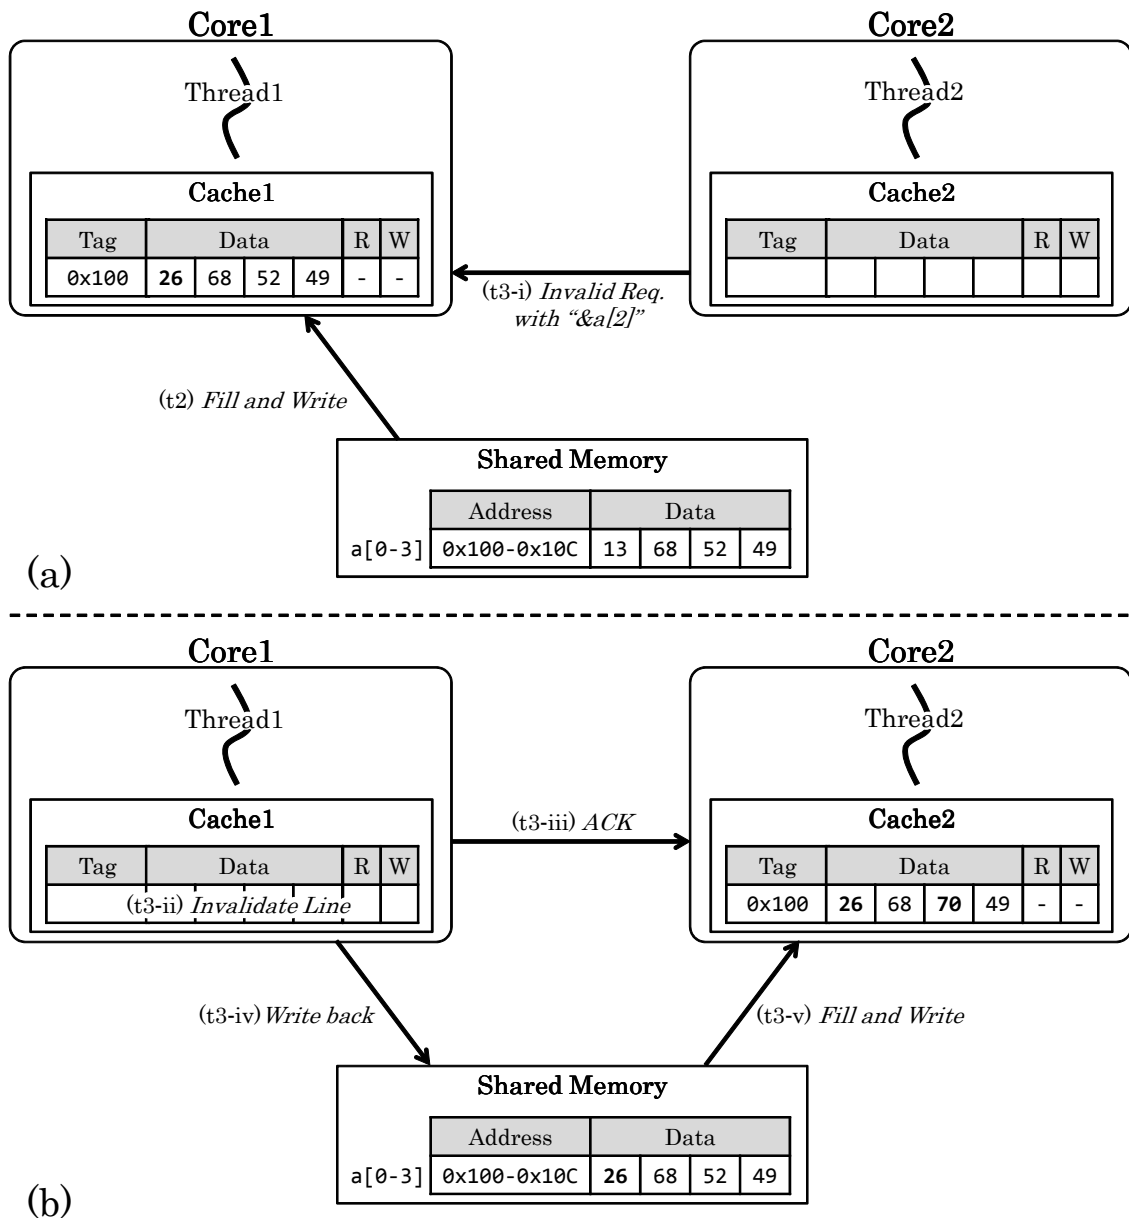 Core1
Core2
Thread1
Thread2
Cache1
Cache2
Tag Data R W
0x100 26 68 52 49 - -
Tag Data R W
(t3-i) Invalid Req.
with “&a[2]”
(t2) Fill and Write
Shared Memory
Address Data
a[0-3] 0x100-0x10C 13 68 52 49
(a)
Core1
Core2
Thread1
Thread2
Cache1
Cache2
(t3-iii) ACK
Tag Data R W
(t3-ii) Invalidate Line
Tag Data R W
0x100 26 68 70 49 - -
(t3-iv) Write back
(t3-v) Fill and Write
Shared Memory
Address Data
a[0-3] 0x100-0x10C 26 68 52 49
(b)